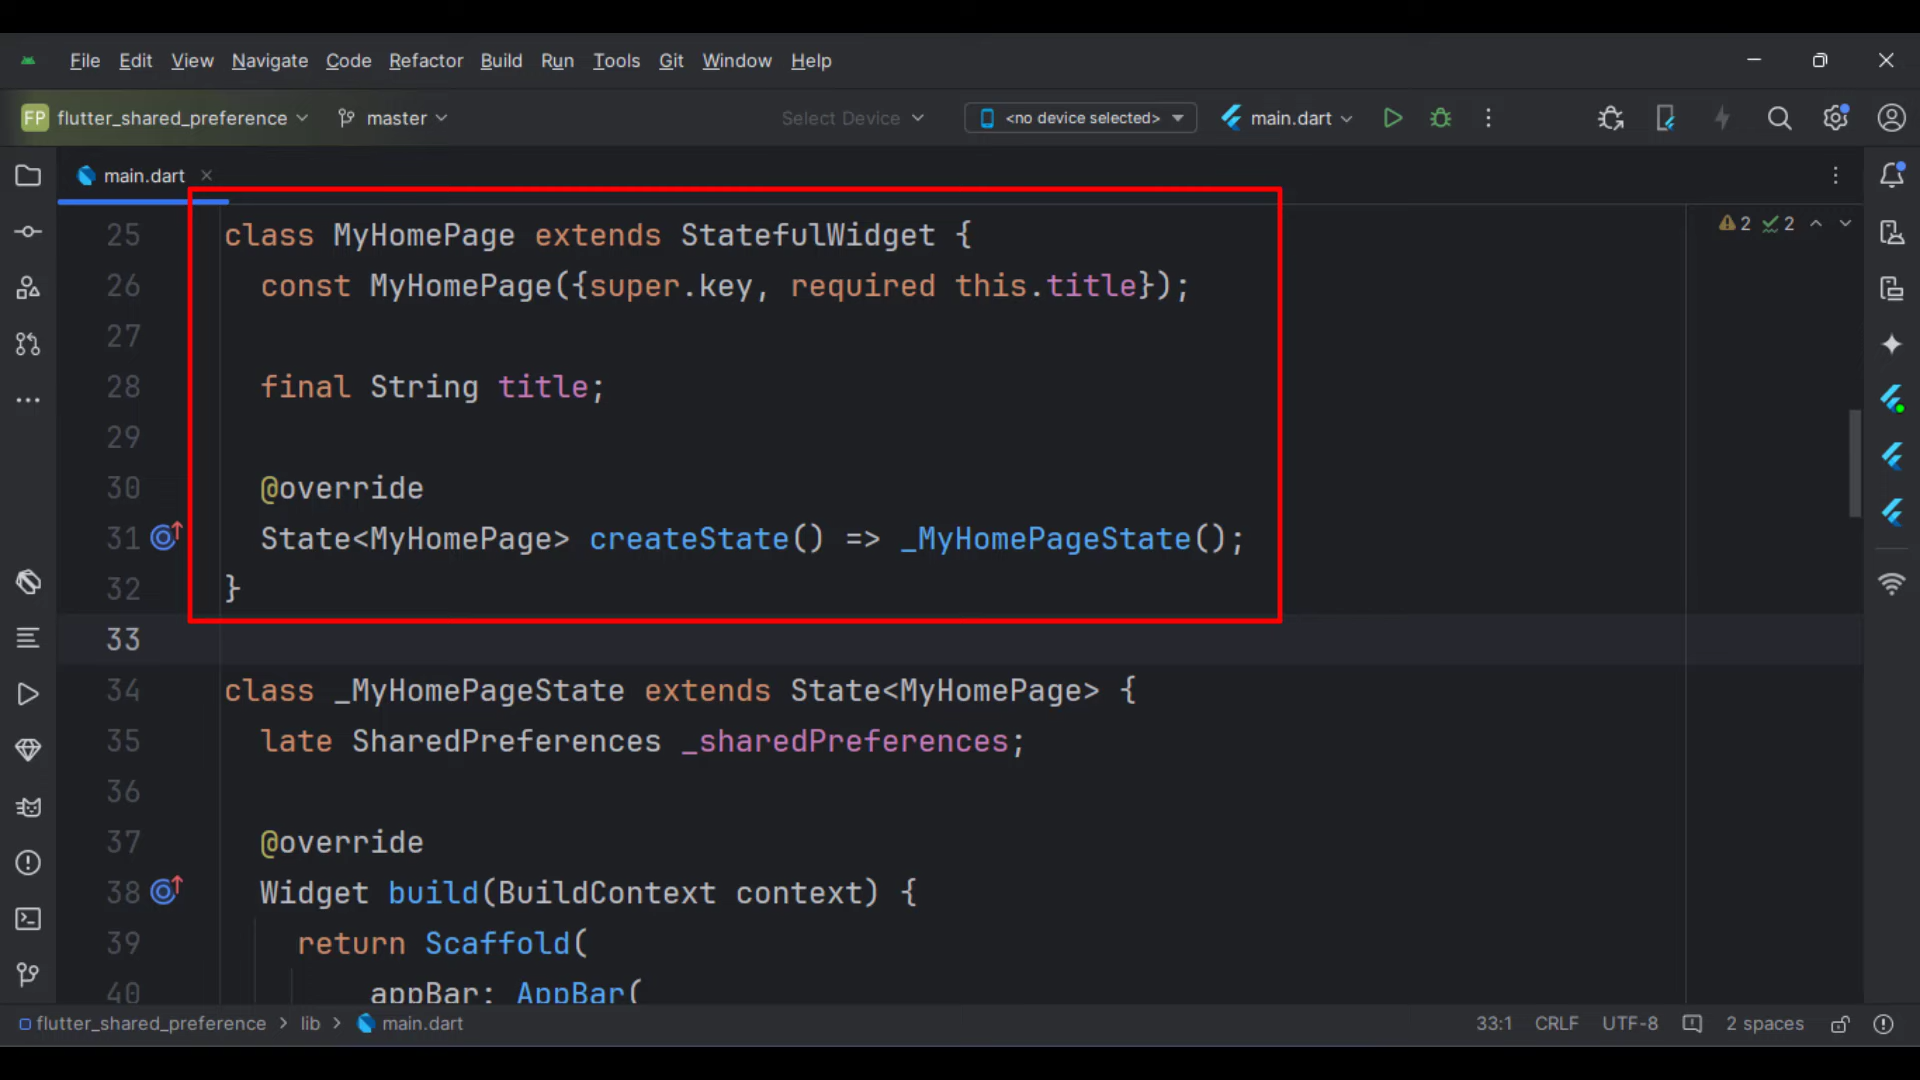 File Edit View Navigate Code Refactor Build Run Tools Git Window Help
FP flutter_shared_preference master Select Device <no device selected> main.dart
main.dart
2 2
25 class MyHomePage extends StatefulWidget {
26 const MyHomePage({super.key, required this.title});
27
28 final String title;
29
30 @override
31 State<MyHomePage> createState() => _MyHomePageState();
32 }
33
34 class _MyHomePageState extends State<MyHomePage> {
35 late SharedPreferences _sharedPreferences;
36
37 @override
38 Widget build(BuildContext context) {
39 return Scaffold(
40 appBar: AppBar(
flutter_shared_preference > lib > main.dart 33:1 CRLF UTF-8 2 spaces